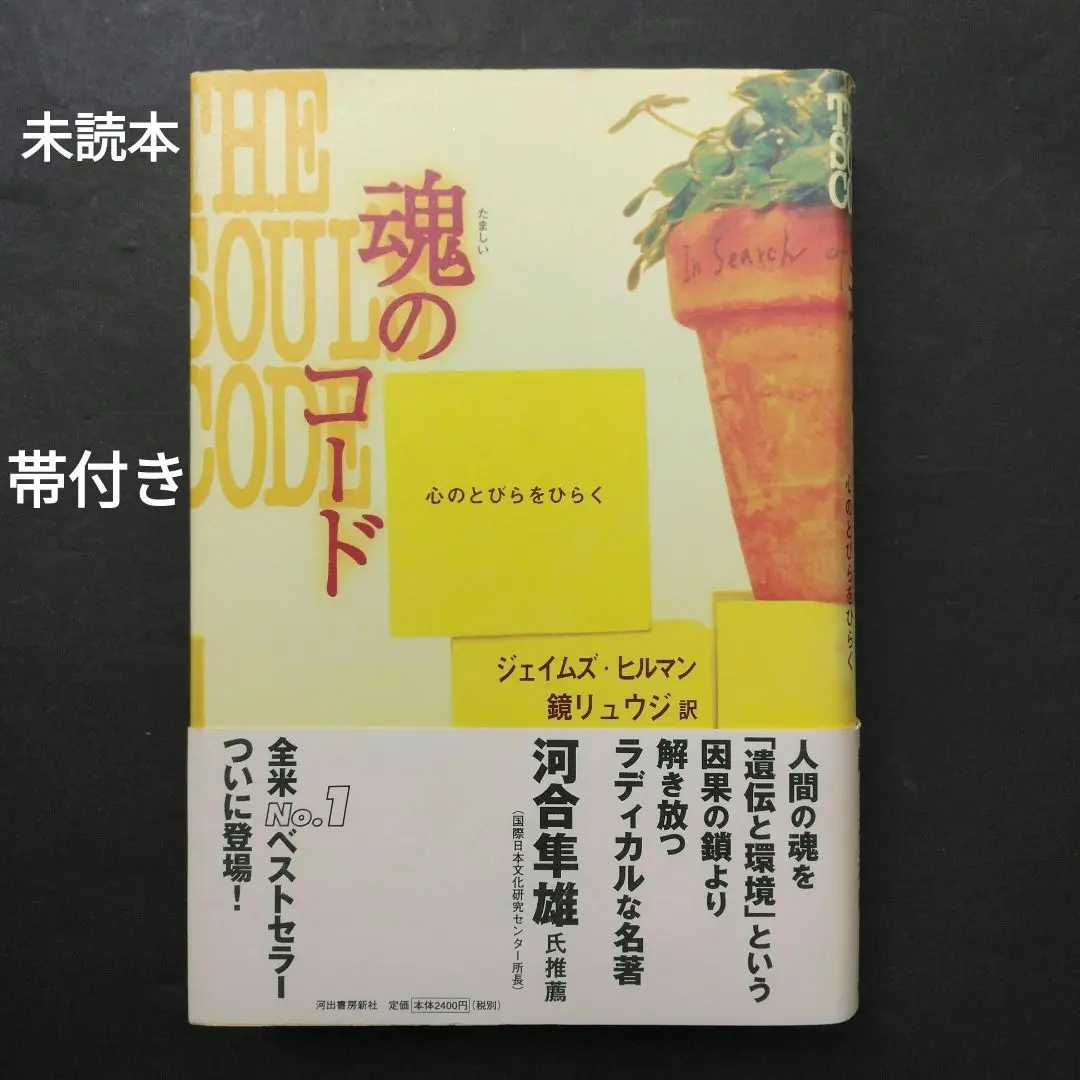 未読本
帯付き
THE
SOUL
CODE
魂のコード
たましい
心のとびらをひらく
In Search
ジェイムズ・ヒルマン
鏡リュウジ 訳
心のとびらをひらく
人間の魂を
「遺伝と環境」という
因果の鎖より
解き放つ
ラディカルな名著
河合隼雄氏推薦
(国際日本文化研究センター所長)
全米No.1ベストセラー
ついに登場!
河出書房新社 定価 本体2400円 (税別)